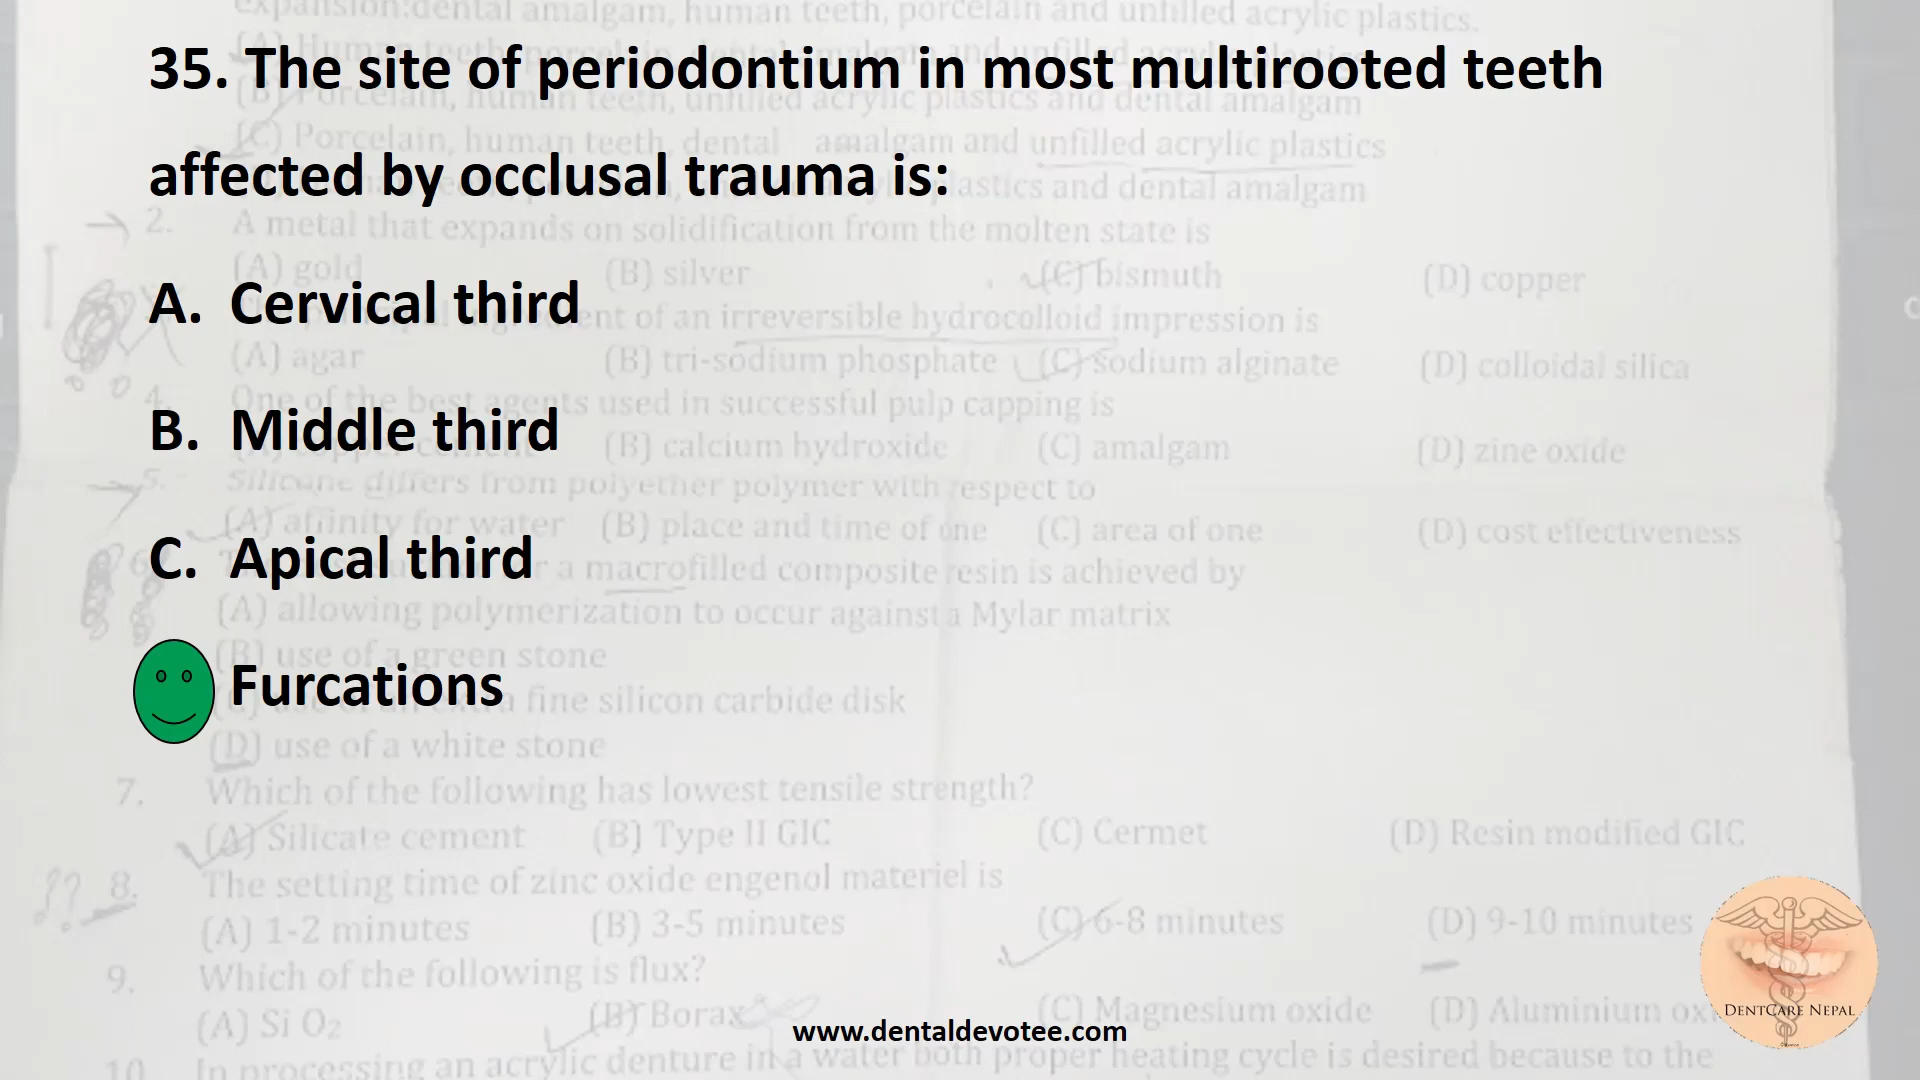 expansion:dental amalgam, human teeth, porcelain and unfilled acrylic plastics.
35. The site of periodontium in most multirooted teeth
(C) Porcelain, human teeth, dental amalgam and unfilled acrylic plastics
affected by occlusal trauma is:
2. A metal that expands on solidification from the molten state is
(A) gold (B) silver (C) bismuth (D) copper
A. Cervical third
of an irreversible hydrocolloid impression is
(A) agar (B) tri-sodium phosphate (C) sodium alginate (D) colloidal silica
4. One of the best agents used in successful pulp capping is
B. Middle third
(B) calcium hydroxide (C) amalgam (D) zine oxide
5. Silicone differs from polyether polymer with respect to
(A) affinity for water (B) place and time of one (C) area of one (D) cost effectiveness
C. Apical third
a macrofilled composite resin is achieved by
(A) allowing polymerization to occur against a Mylar matrix
(B) use of a green stone
Furcations
fine silicon carbide disk
(D) use of a white stone
7. Which of the following has lowest tensile strength?
(A) Silicate cement (B) Type II GIC (C) Cermet (D) Resin modified GIC
?? 8. The setting time of zinc oxide engenol materiel is
(A) 1-2 minutes (B) 3-5 minutes (C) 6-8 minutes (D) 9-10 minutes
9. Which of the following is flux?
(A) Si O2 (B) Borax (C) Magnesium oxide (D) Aluminium
DENTCARE NEPAL
www.dentaldevotee.com
10. In processing an acrylic denture in a water both proper heating cycle is desired because to the